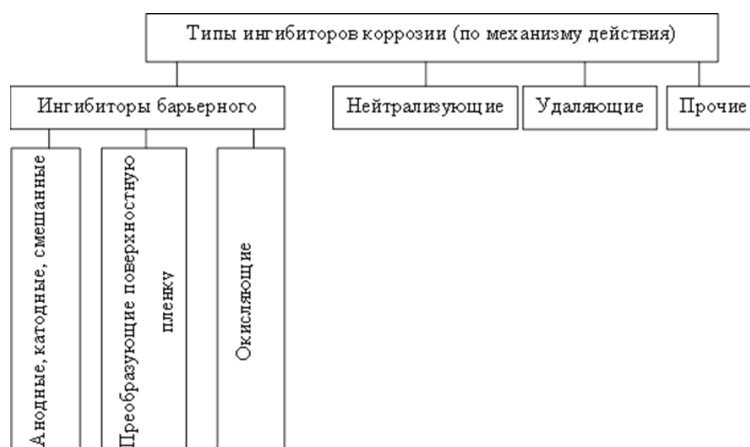 Типы ингибиторов коррозии (по механизму действия)
Ингибиторы барьерного
Нейтрализующие
Удаляющие
Прочие
Анодные, катодные, смешанные
Преобразующие поверхностную
пленку
Окисляющие